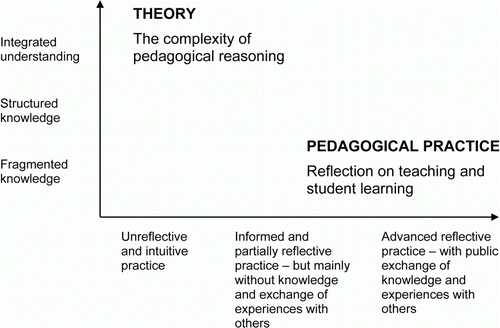 THEORY
The complexity of
pedagogical reasoning
Integrated
understanding
Structured
knowledge
Fragmented
knowledge
PEDAGOGICAL PRACTICE
Reflection on teaching and
student learning
Unreflective
and intuitive
practice
Informed and
partially reflective
practice – but mainly
without knowledge
and exchange of
experiences with
others
Advanced reflective
practice – with public
exchange of
knowledge and
experiences with
others